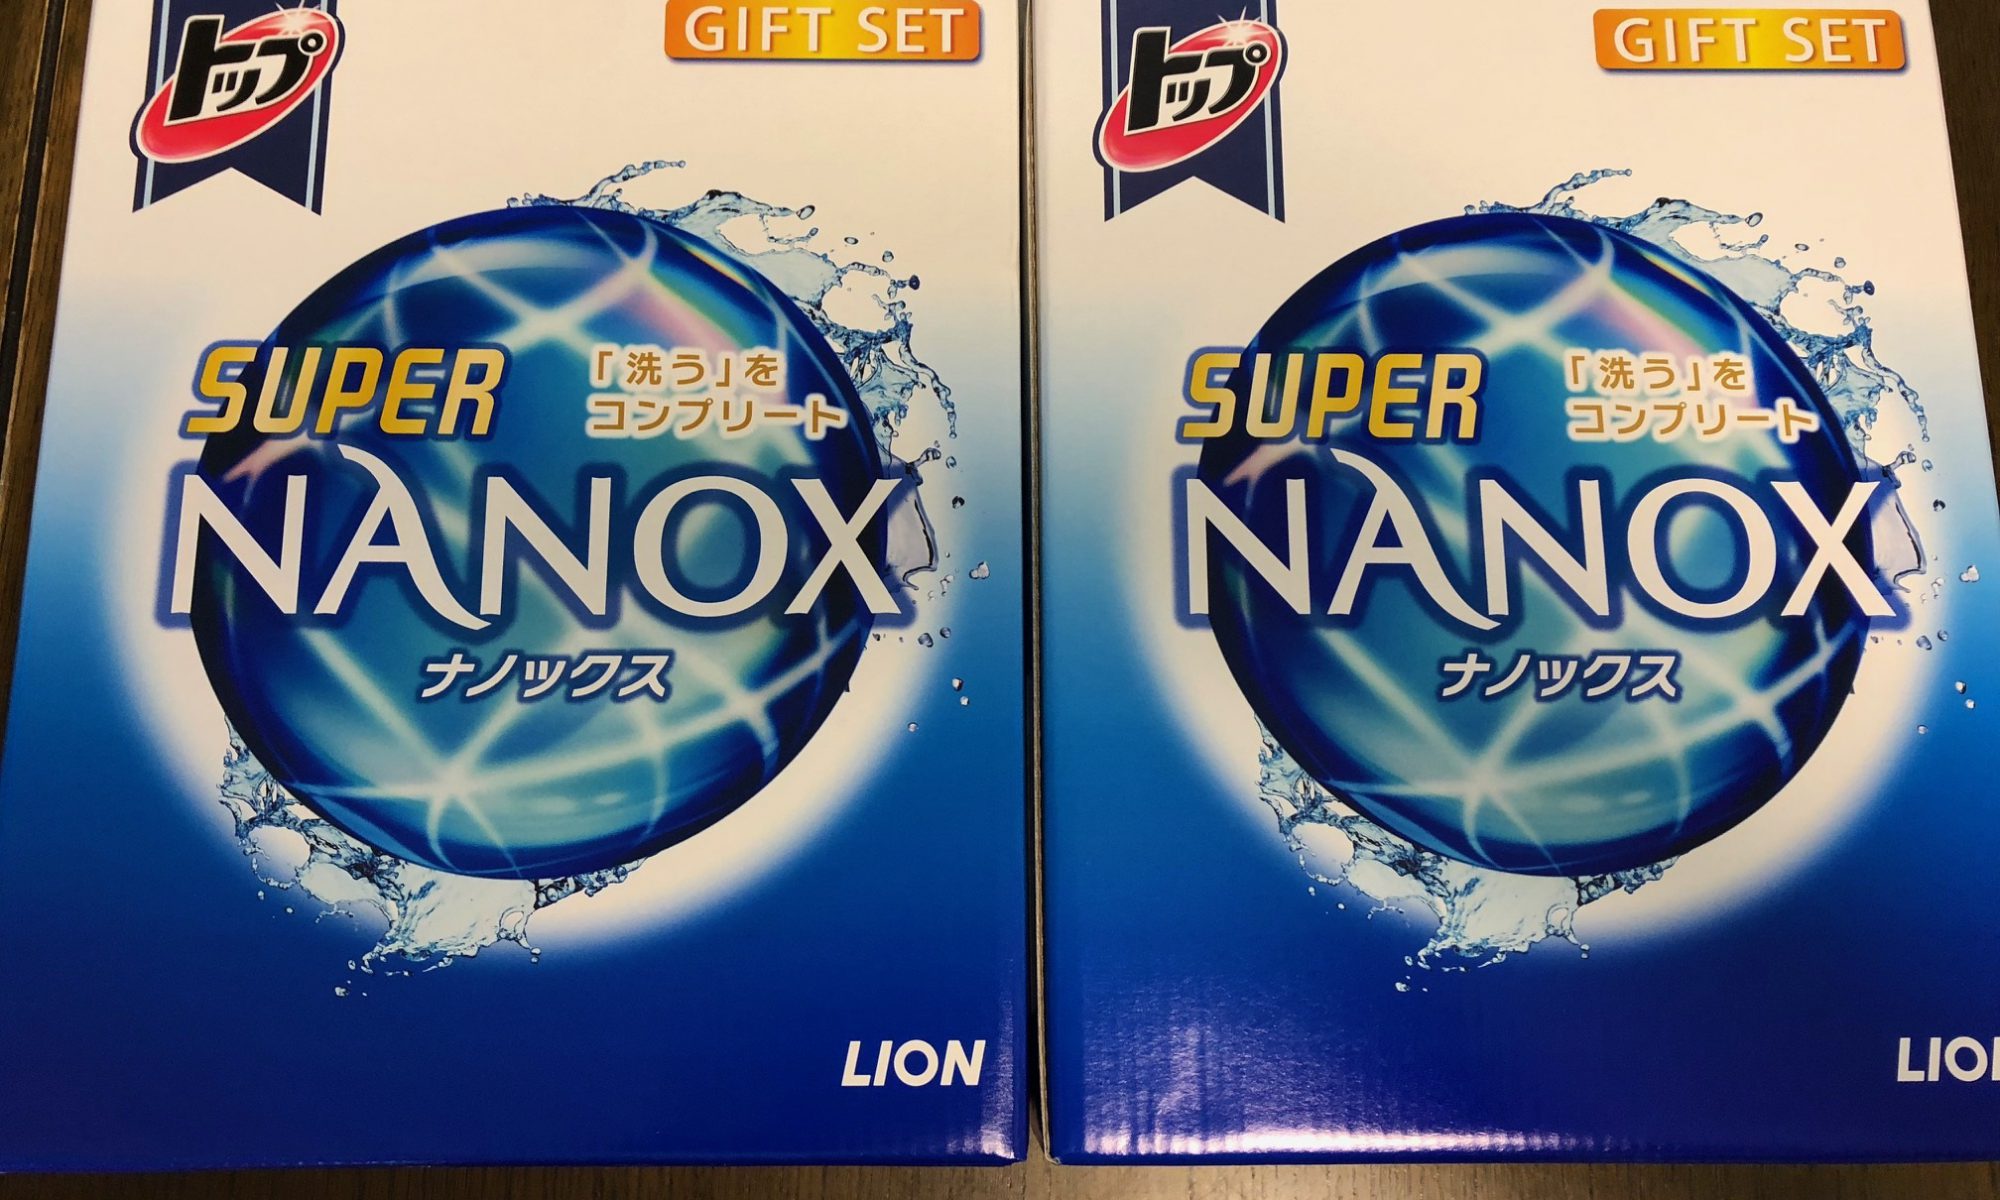 トップ
GIFT SET
SUPER
「洗う」を
コンプリート
NANOX
ナノックス
LION
トップ
GIFT SET
SUPER
「洗う」を
コンプリート
NANOX
ナノックス
LIO